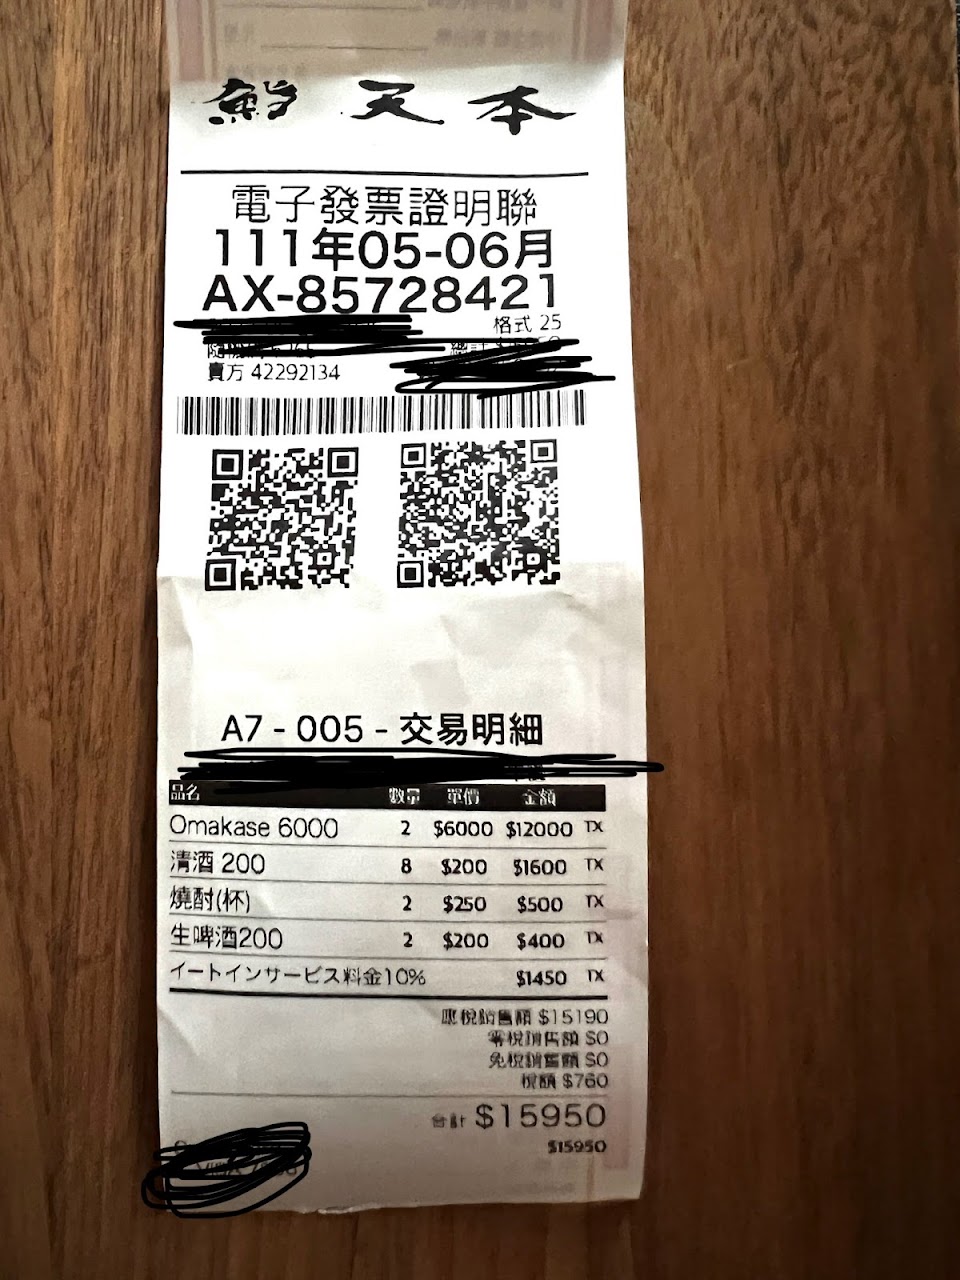 鮨 天本
電子發票證明聯
111年05-06月
AX-85728421
格式 25
賣方 42292134
A7 - 005 - 交易明細
品名 數量 單價 金額
Omakase 6000 2 $6000 $12000 TX
清酒 200 8 $200 $1600 TX
燒酎(杯) 2 $250 $500 TX
生啤酒200 2 $200 $400 TX
イートインサービス料金10% $1450 TX
應稅銷售額 $15190
零稅銷售額 $0
免稅銷售額 $0
稅額 $760
合計 $15950
$15950